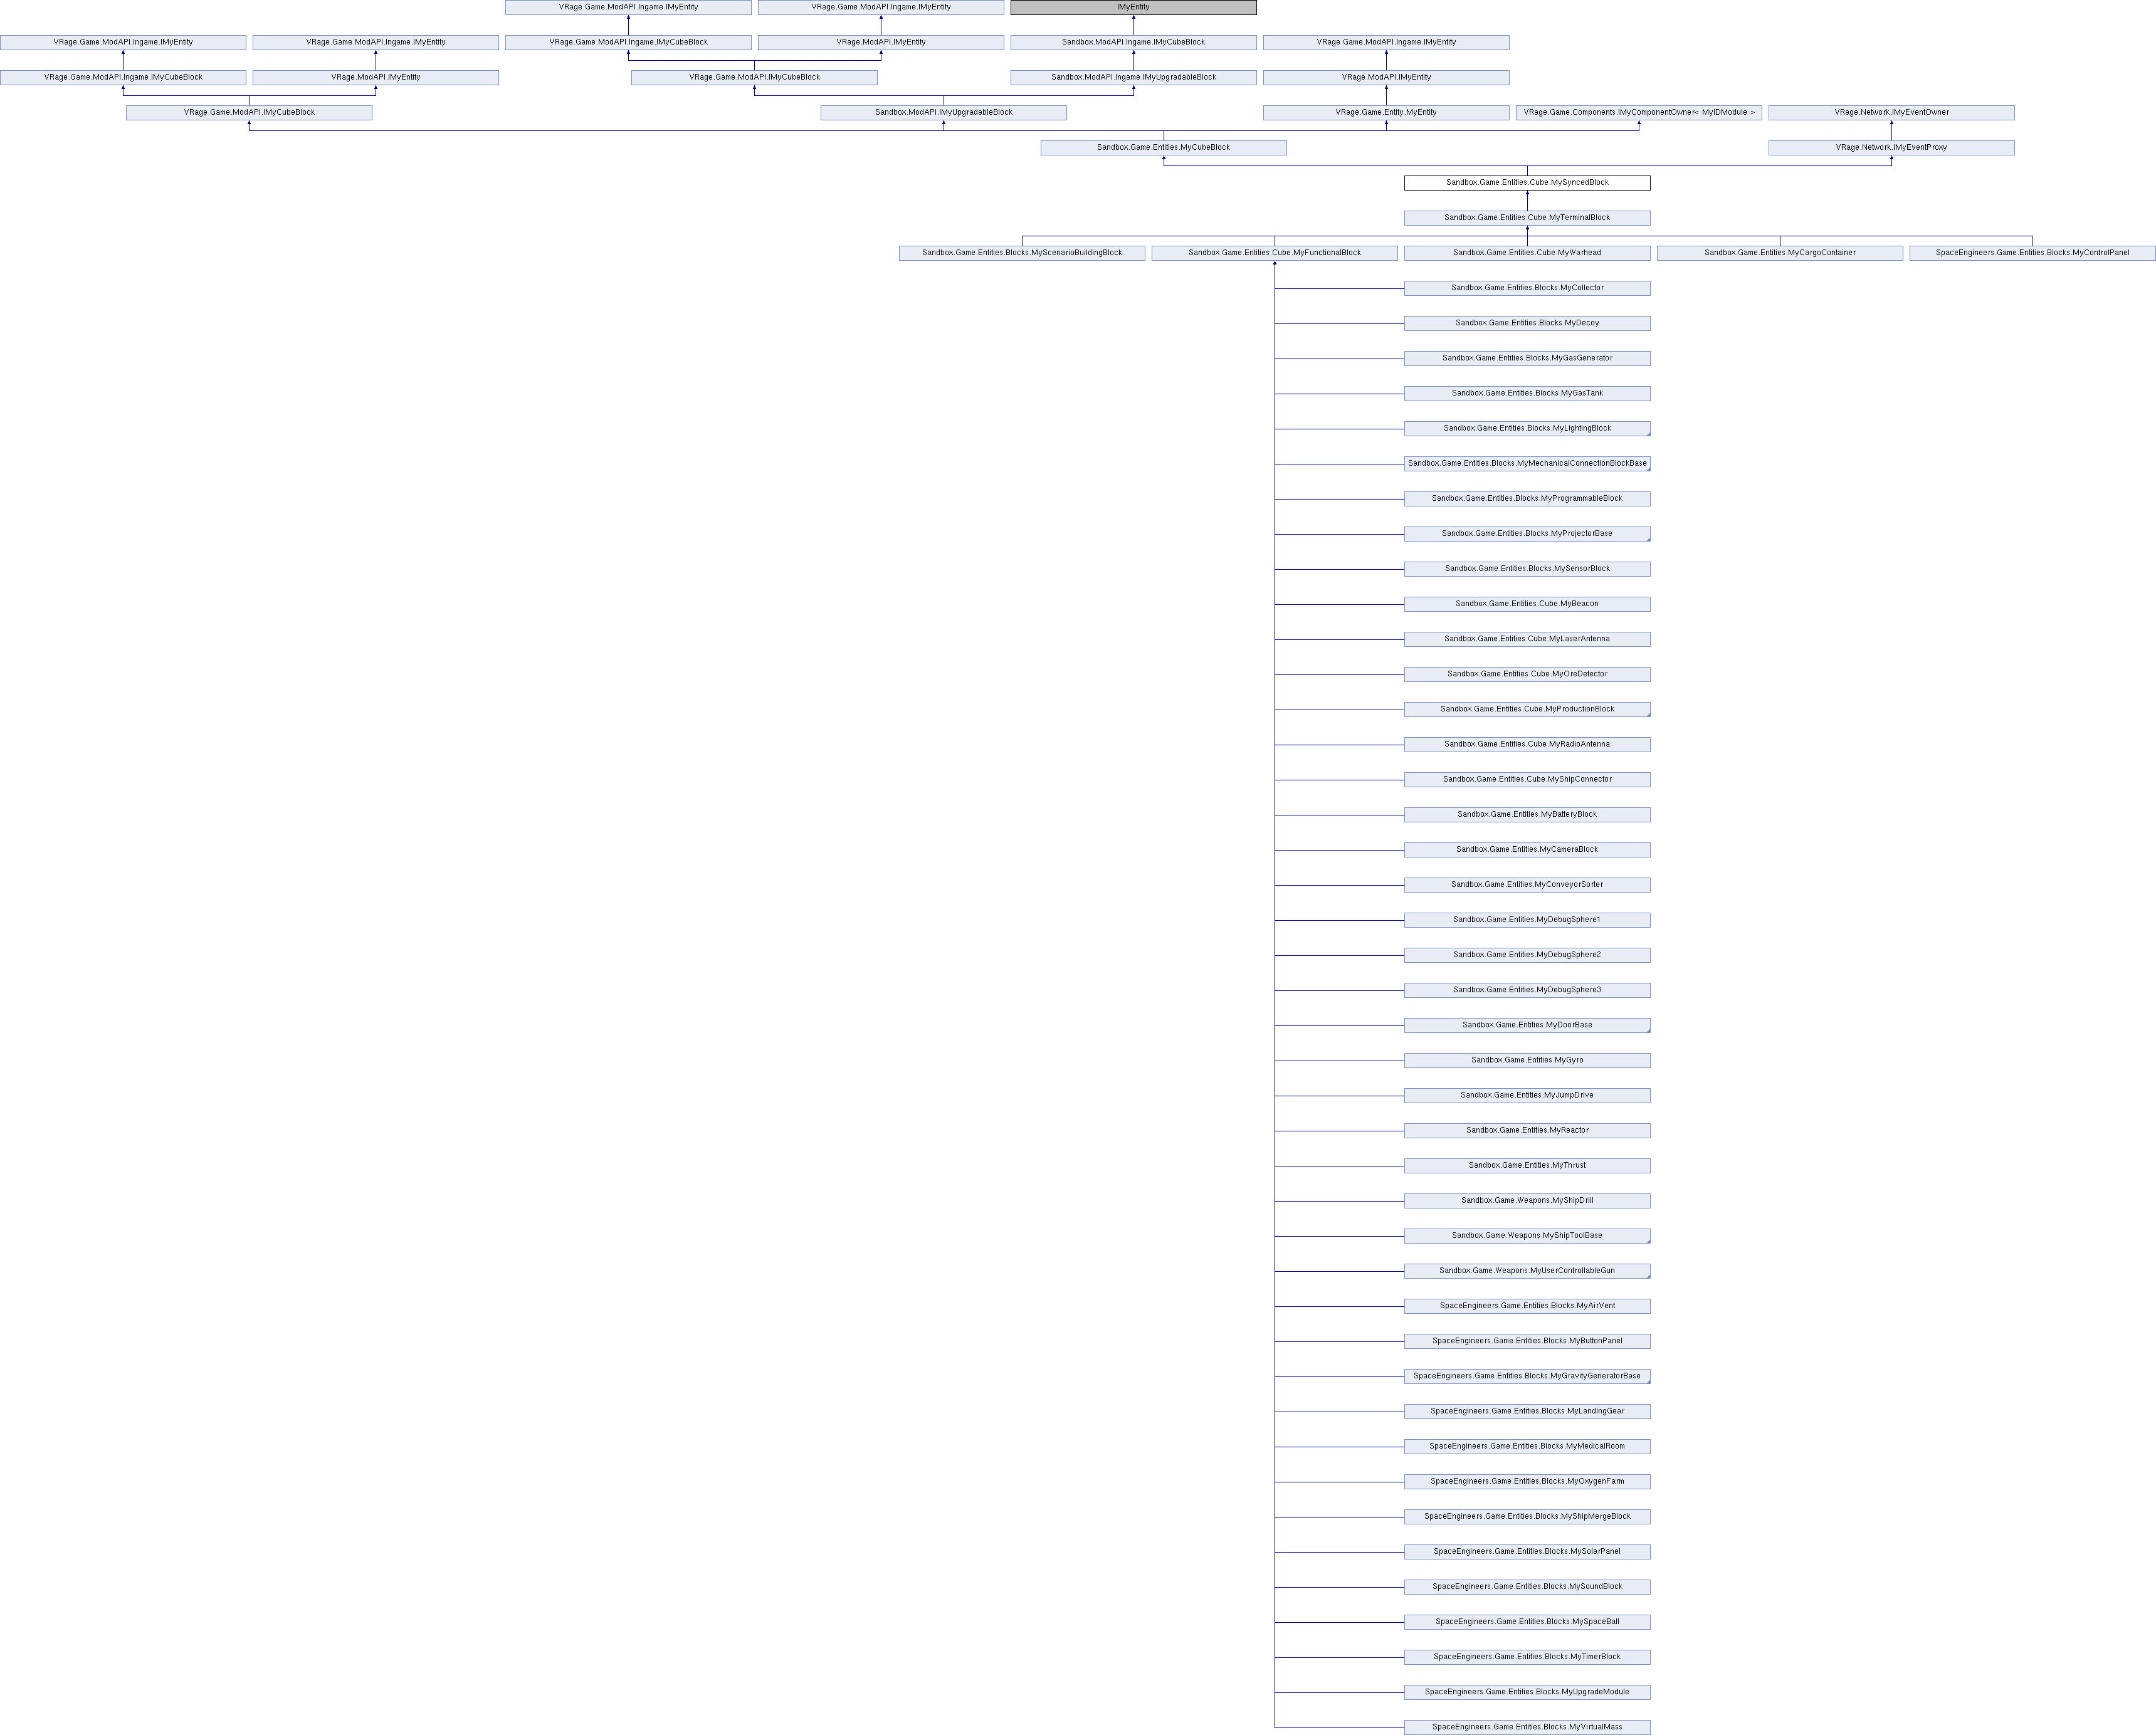 VRage.Game.ModAPI.Ingame.IMyEntity
VRage.Game.ModAPI.Ingame.IMyEntity
IMyEntity
VRage.Game.ModAPI.Ingame.IMyEntity
VRage.Game.ModAPI.Ingame.IMyEntity
VRage.Game.ModAPI.Ingame.IMyCubeBlock
VRage.ModAPI.IMyEntity
Sandbox.ModAPI.Ingame.IMyCubeBlock
VRage.Game.ModAPI.Ingame.IMyEntity
VRage.Game.ModAPI.Ingame.IMyCubeBlock
VRage.ModAPI.IMyEntity
VRage.Game.ModAPI.IMyCubeBlock
Sandbox.ModAPI.Ingame.IMyUpgradableBlock
VRage.ModAPI.IMyEntity
VRage.Game.ModAPI.IMyCubeBlock
Sandbox.ModAPI.IMyUpgradableBlock
VRage.Game.Entity.MyEntity
VRage.Game.Components.IMyComponentOwner< MyIDModule >
VRage.Network.IMyEventOwner
Sandbox.Game.Entities.MyCubeBlock
VRage.Network.IMyEventProxy
Sandbox.Game.Entities.Cube.MySyncedBlock
Sandbox.Game.Entities.Cube.MyTerminalBlock
Sandbox.Game.Entities.Blocks.MyScenarioBuildingBlock
Sandbox.Game.Entities.Cube.MyFunctionalBlock
Sandbox.Game.Entities.Cube.MyWarhead
Sandbox.Game.Entities.MyCargoContainer
SpaceEngineers.Game.Entities.Blocks.MyControlPanel
Sandbox.Game.Entities.Blocks.MyCollector
Sandbox.Game.Entities.Blocks.MyDecoy
Sandbox.Game.Entities.Blocks.MyGasGenerator
Sandbox.Game.Entities.Blocks.MyGasTank
Sandbox.Game.Entities.Blocks.MyLightingBlock
Sandbox.Game.Entities.Blocks.MyMechanicalConnectionBlockBase
Sandbox.Game.Entities.Blocks.MyProgrammableBlock
Sandbox.Game.Entities.Blocks.MyProjectorBase
Sandbox.Game.Entities.Blocks.MySensorBlock
Sandbox.Game.Entities.Cube.MyBeacon
Sandbox.Game.Entities.Cube.MyLaserAntenna
Sandbox.Game.Entities.Cube.MyOreDetector
Sandbox.Game.Entities.Cube.MyProductionBlock
Sandbox.Game.Entities.Cube.MyRadioAntenna
Sandbox.Game.Entities.Cube.MyShipConnector
Sandbox.Game.Entities.MyBatteryBlock
Sandbox.Game.Entities.MyCameraBlock
Sandbox.Game.Entities.MyConveyorSorter
Sandbox.Game.Entities.MyDebugSphere1
Sandbox.Game.Entities.MyDebugSphere2
Sandbox.Game.Entities.MyDebugSphere3
Sandbox.Game.Entities.MyDoorBase
Sandbox.Game.Entities.MyGyro
Sandbox.Game.Entities.MyJumpDrive
Sandbox.Game.Entities.MyReactor
Sandbox.Game.Entities.MyThrust
Sandbox.Game.Weapons.MyShipDrill
Sandbox.Game.Weapons.MyShipToolBase
Sandbox.Game.Weapons.MyUserControllableGun
SpaceEngineers.Game.Entities.Blocks.MyAirVent
SpaceEngineers.Game.Entities.Blocks.MyButtonPanel
SpaceEngineers.Game.Entities.Blocks.MyGravityGeneratorBase
SpaceEngineers.Game.Entities.Blocks.MyLandingGear
SpaceEngineers.Game.Entities.Blocks.MyMedicalRoom
SpaceEngineers.Game.Entities.Blocks.MyOxygenFarm
SpaceEngineers.Game.Entities.Blocks.MyShipMergeBlock
SpaceEngineers.Game.Entities.Blocks.MySolarPanel
SpaceEngineers.Game.Entities.Blocks.MySoundBlock
SpaceEngineers.Game.Entities.Blocks.MySpaceBall
SpaceEngineers.Game.Entities.Blocks.MyTimerBlock
SpaceEngineers.Game.Entities.Blocks.MyUpgradeModule
SpaceEngineers.Game.Entities.Blocks.MyVirtualMass